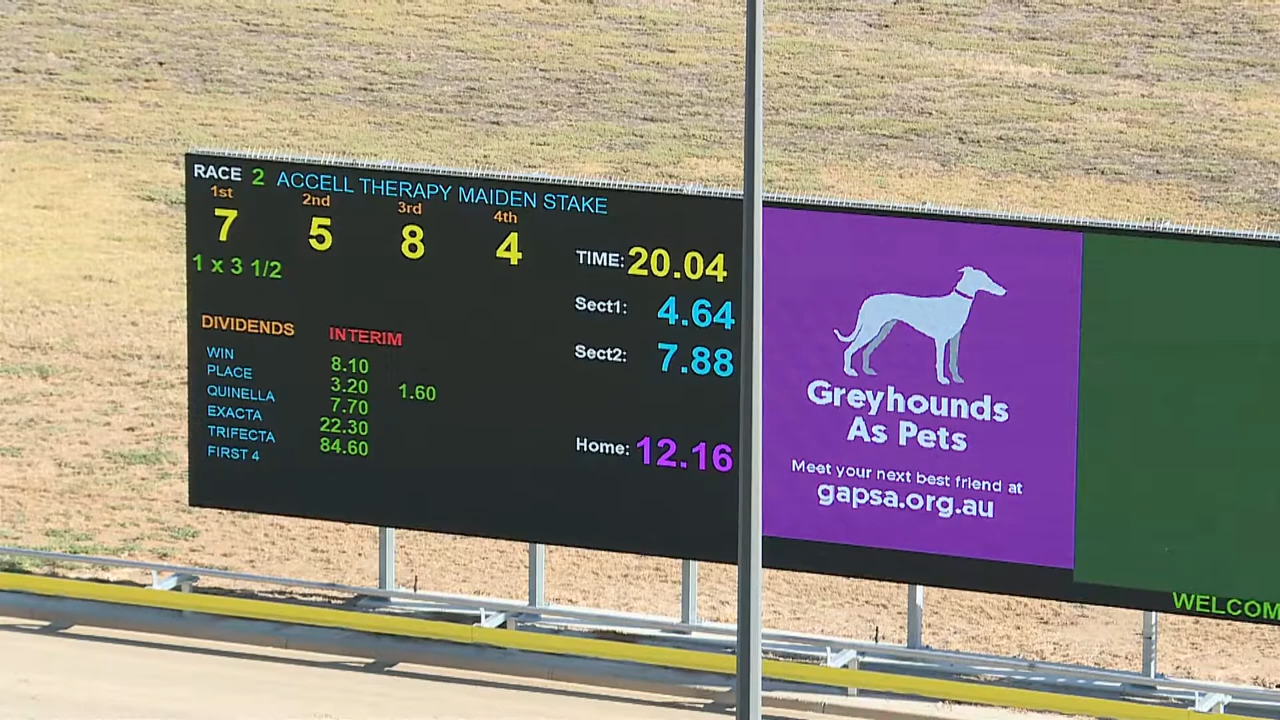 RACE 2 ACCELL THERAPY MAIDEN STAKE
1st 2nd 3rd 4th
7 5 8 4
1 x 3 1/2
TIME: 20.04
Sect1: 4.64
Sect2: 7.88
Home: 12.16
DIVIDENDS INTERIM
WIN 8.10
PLACE 3.20 1.60
QUINELLA 7.70
EXACTA 22.30
TRIFECTA 84.60
FIRST 4
Greyhounds
As Pets
Meet your next best friend at
gapsa.org.au
WELCOM